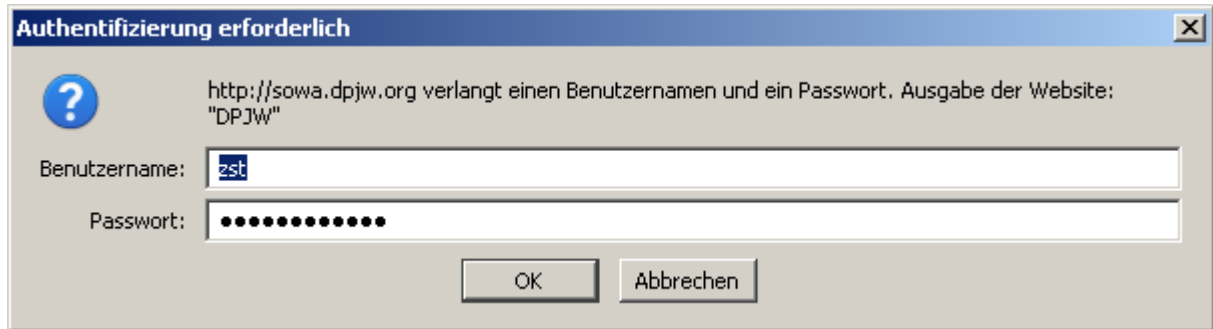 Authentifizierung erforderlich
http://sowa.dpjw.org verlangt einen Benutzernamen und ein Passwort. Ausgabe der Website:
"DPJW"
Benutzername: zst
Passwort: ●●●●●●●●●●●●
OK Abbrechen